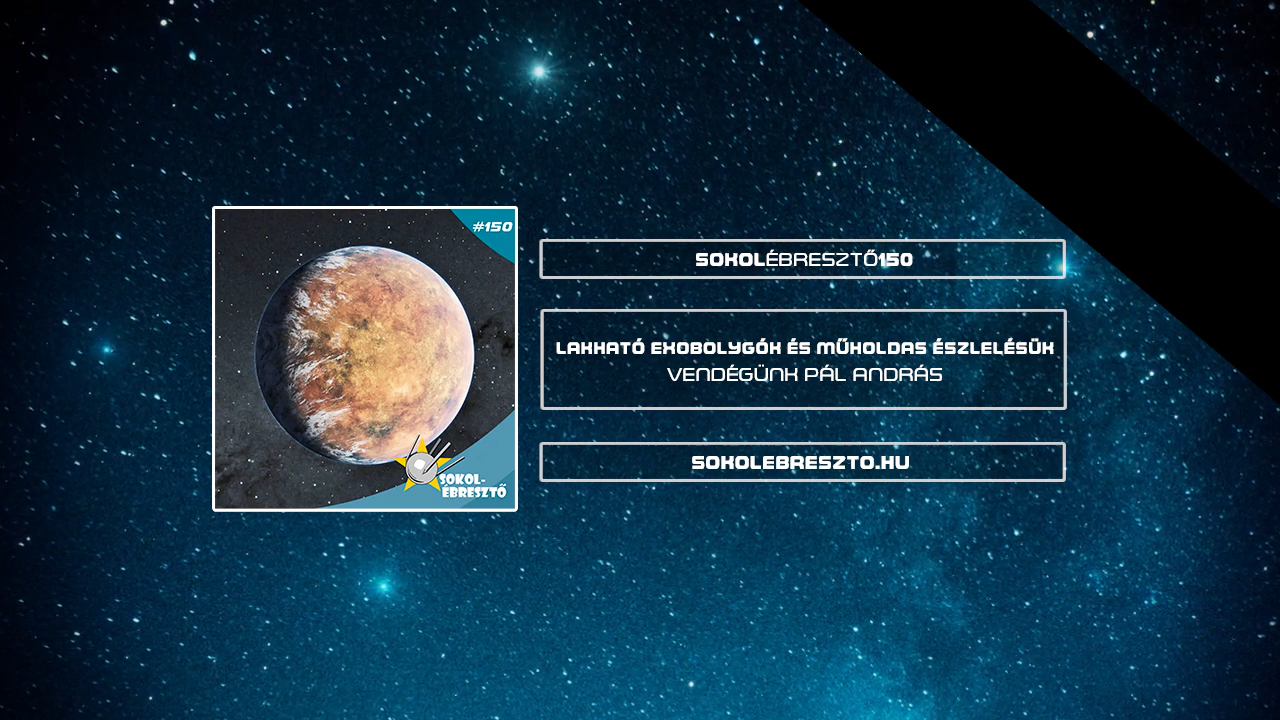 #150
SOKOL-
ÉBRESZTŐ
SOKOLÉBRESZTŐ150
LAKHATÓ EXOBOLYGÓK ÉS MŰHOLDAS ÉSZLELÉSÜK
VENDÉGÜNK PÁL ANDRÁS
SOKOLEBRESZTO.HU